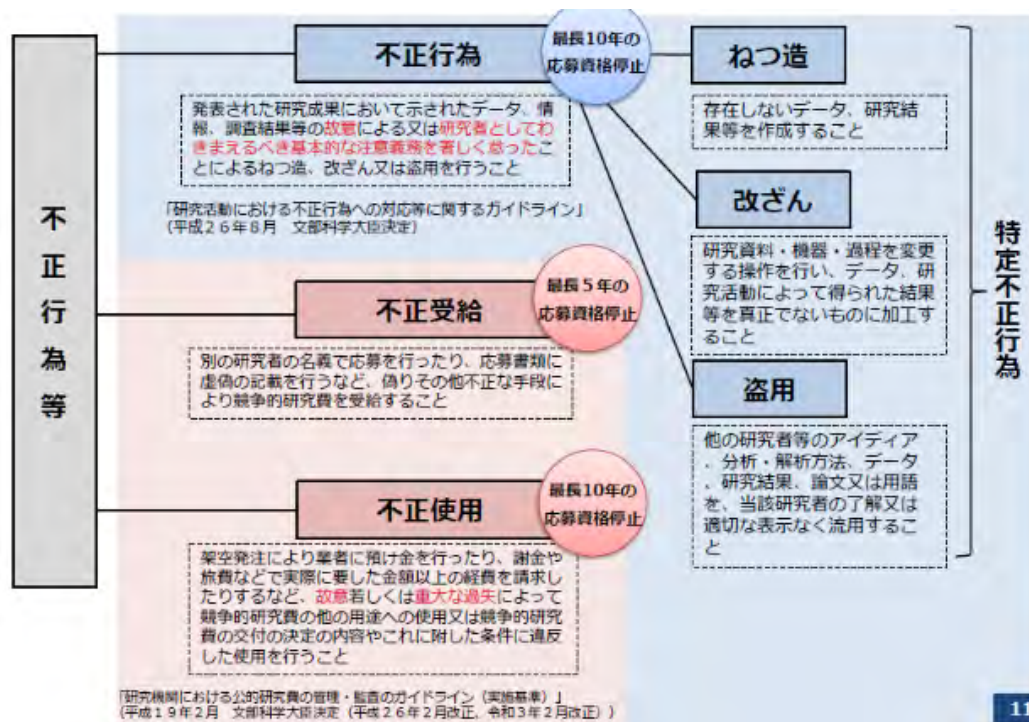 不正行為等
不正行為
最長10年の
応募資格停止
発表された研究成果において示されたデータ、情
報、調査結果等の故意による又は研究者としてわ
きまえるべき基本的な注意義務を著しく怠ったこ
とによるねつ造、改ざん又は盗用を行うこと
「研究活動における不正行為への対応等に関するガイドライン」
(平成26年8月 文部科学大臣決定)
不正受給
最長5年の
応募資格停止
別の研究者の名義で応募を行ったり、応募書類に
虚偽の記載を行うなど、偽りその他不正な手段に
より競争的研究費を受給すること
不正使用
最長10年の
応募資格停止
架空発注により業者に預け金を行ったり、謝金や
旅費などで実際に要した金額以上の経費を請求し
たりするなど、故意若しくは重大な過失によって
競争的研究費の他の用途への使用又は競争的研究
費の交付の決定の内容やこれに附した条件に違反
した使用を行うこと
「研究機関における公的研究費の管理・監査のガイドライン(実施基準)」
(平成19年2月 文部科学大臣決定(平成26年2月改正、令和3年2月改正))
ねつ造
存在しないデータ、研究結
果等を作成すること
改ざん
研究資料・機器・過程を変更
する操作を行い、データ、研
究活動によって得られた結果
等を真正でないものに加工す
ること
盗用
他の研究者等のアイディア
、分析・解析方法、データ
、研究結果、論文又は用語
を、当該研究者の了解又は
適切な表示なく流用するこ
と
特定不正行為
11